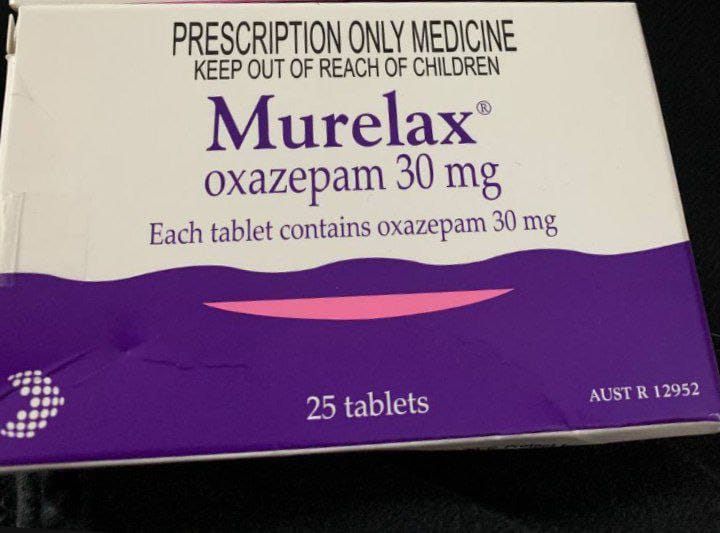 PRESCRIPTION ONLY MEDICINE
KEEP OUT OF REACH OF CHILDREN
Murelax®
oxazepam 30 mg
Each tablet contains oxazepam 30 mg
25 tablets
AUST R 12952